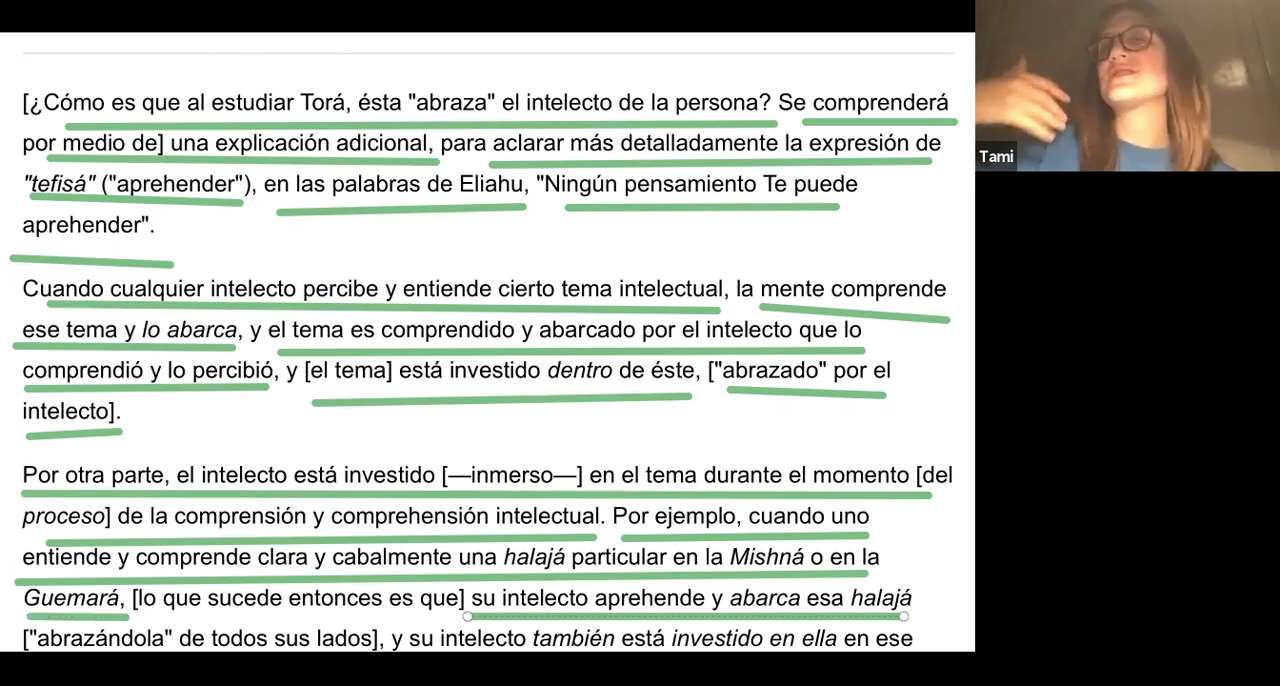 [¿Cómo es que al estudiar Torá, ésta "abraza" el intelecto de la persona? Se comprenderá
por medio de] una explicación adicional, para aclarar más detalladamente la expresión de
"tefisá" ("aprehender"), en las palabras de Eliahu, "Ningún pensamiento Te puede
aprehender".
Cuando cualquier intelecto percibe y entiende cierto tema intelectual, la mente comprende
ese tema y lo abarca, y el tema es comprendido y abarcado por el intelecto que lo
comprendió y lo percibió, y [el tema] está investido dentro de éste, ["abrazado" por el
intelecto].
Por otra parte, el intelecto está investido [—inmerso—] en el tema durante el momento [del
proceso] de la comprensión y comprehensión intelectual. Por ejemplo, cuando uno
entiende y comprende clara y cabalmente una halajá particular en la Mishná o en la
Guemará, [lo que sucede entonces es que] su intelecto aprehende y abarca esa halajá
["abrazándola" de todos sus lados], y su intelecto también está investido en ella en ese
Tami